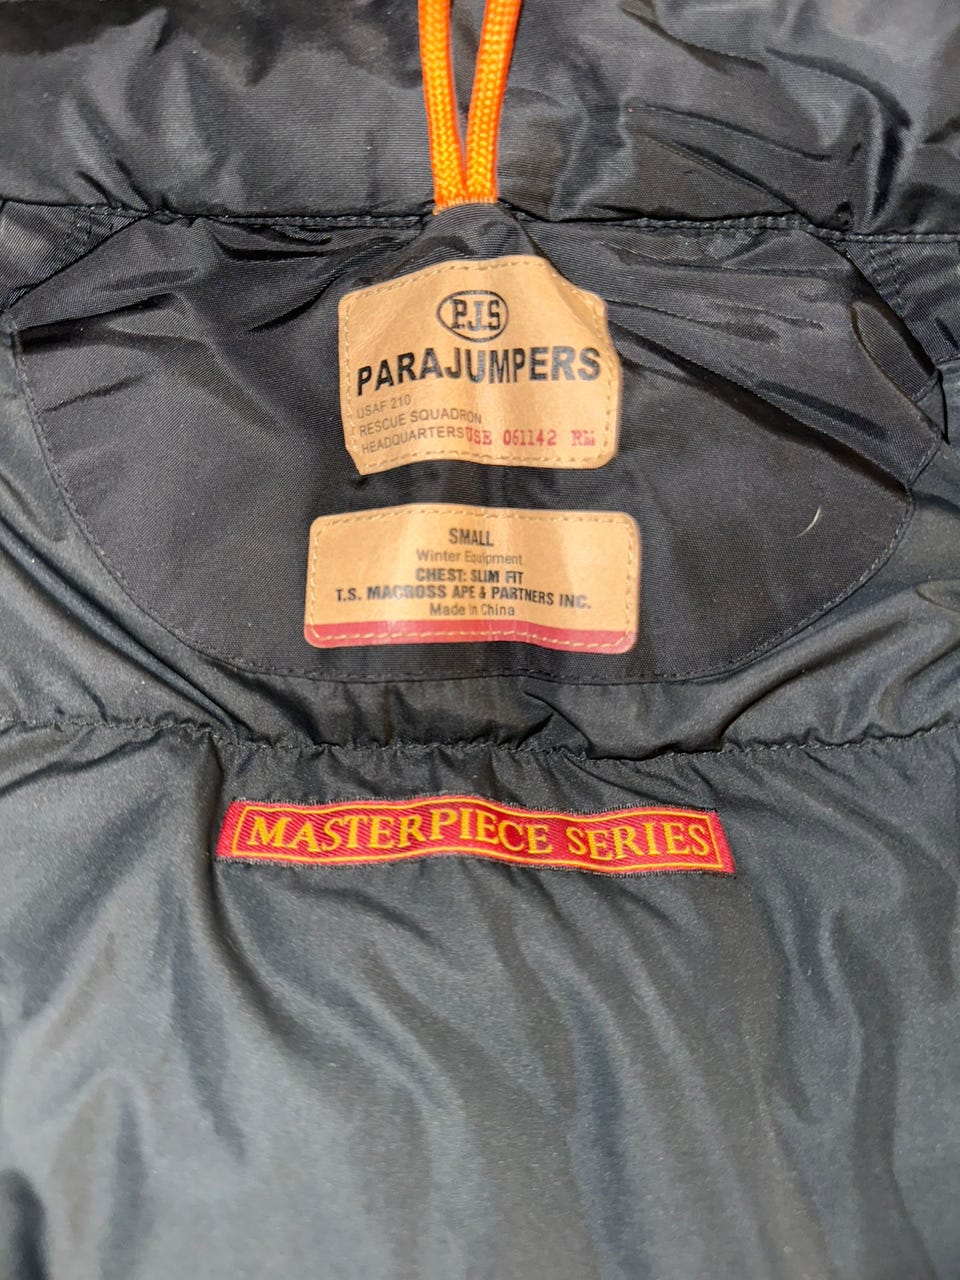 P.J.S
PARAJUMPERS
USAF 210
RESCUE SQUADRON
HEADQUARTERS USE 061142 RM
SMALL
Winter Equipment
CHEST: SLIM FIT
T.S. MACROSS APE & PARTNERS INC.
Made in China
MASTERPIECE SERIES